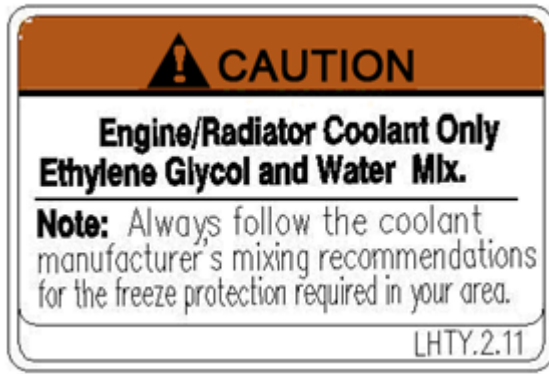 CAUTION
Engine/Radiator Coolant Only
Ethylene Glycol and Water Mix.
Note: Always follow the coolant
manufacturer's mixing recommendations
for the freeze protection required in your area.
LHTY.2.11